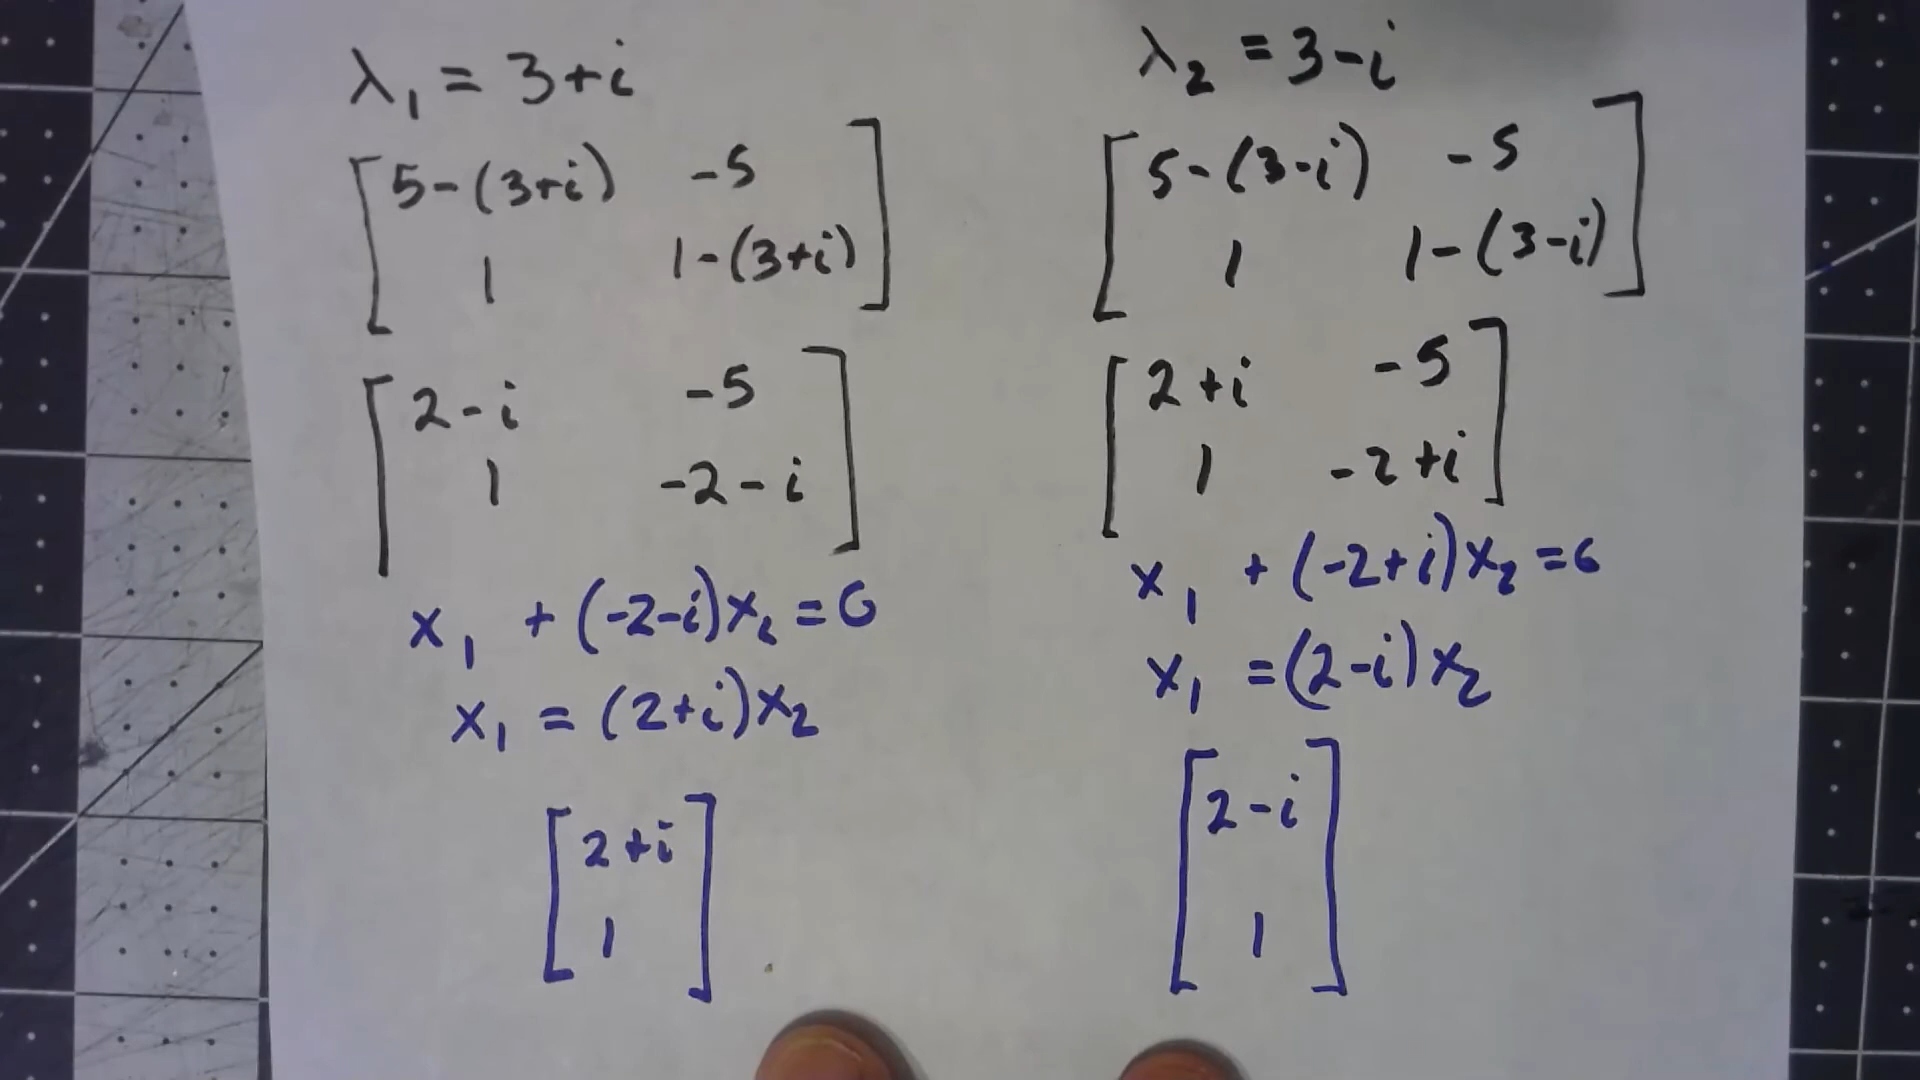 λ₁ = 3+i
[5-(3+i) -5
1 1-(3+i)]
[2-i -5
1 -2-i]
x₁ + (-2-i)x₂ = 0
x₁ = (2+i)x₂
[2+i
1]
λ₂ = 3-i
[5-(3-i) -5
1 1-(3-i)]
[2+i -5
1 -2+i]
x₁ + (-2+i)x₂ = 0
x₁ = (2-i)x₂
[2-i
1]